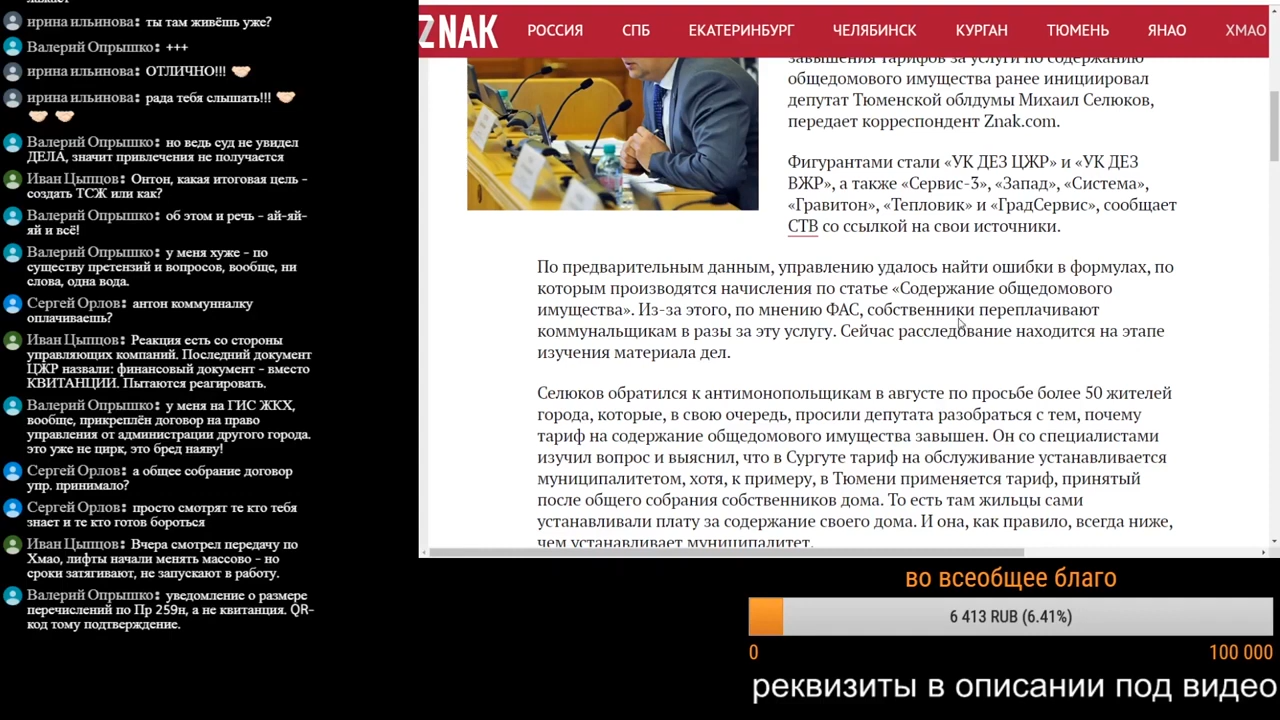 лажает
ирина ильинова: ты там живёшь уже?
Валерий Опрышко: +++
ирина ильинова: ОТЛИЧНО!!!
ирина ильинова: рада тебя слышать!!!
Валерий Опрышко: но ведь суд не увидел
ДЕЛА, значит привлечения не получается
Иван Цыпцов: Онтон, какая итоговая цель -
создать ТСЖ или как?
Валерий Опрышко: об этом и речь - ай-яй-
яй и всё!
Валерий Опрышко: у меня хуже - по
существу претензий и вопросов, вообще, ни
слова, одна вода.
Сергей Орлов: антон коммунналку
оплачиваешь?
Иван Цыпцов: Реакция есть со стороны
управляющих компаний. Последний документ
ЦЖР назвали: финансовый документ - вместо
КВИТАНЦИИ. Пытаются реагировать.
Валерий Опрышко: у меня на ГИС ЖКХ,
вообще, прикреплён договор на право
управления от администрации другого города.
это уже не цирк, это бред наяву!
Сергей Орлов: а общее собрание договор
упр. принимало?
Сергей Орлов: просто смотрят те кто тебя
знает и те кто готов бороться
Иван Цыпцов: Вчера смотрел передачу по
Хмао, лифты начали менять массово - но
сроки затягивают, не запускают в работу.
Валерий Опрышко: уведомление о размере
перечислений по Пр 259н, а не квитанция. QR-
код тому подтверждение.
ZNAK РОССИЯ СПБ ЕКАТЕРИНБУРГ ЧЕЛЯБИНСК КУРГАН ТЮМЕНЬ ЯНАО ХМАО
завышения тарифов за услуги по содержанию
общедомового имущества ранее инициировал
депутат Тюменской облдумы Михаил Селюков,
передает корреспондент Znak.com.
Фигурантами стали «УК ДЕЗ ЦЖР» и «УК ДЕЗ
ВЖР», а также «Сервис-3», «Запад», «Система»,
«Гравитон», «Тепловик» и «ГрадСервис», сообщает
СТВ со ссылкой на свои источники.
По предварительным данным, управлению удалось найти ошибки в формулах, по
которым производятся начисления по статье «Содержание общедомового
имущества». Из-за этого, по мнению ФАС, собственники переплачивают
коммунальщикам в разы за эту услугу. Сейчас расследование находится на этапе
изучения материала дел.
Селюков обратился к антимонопольщикам в августе по просьбе более 50 жителей
города, которые, в свою очередь, просили депутата разобраться с тем, почему
тариф на содержание общедомового имущества завышен. Он со специалистами
изучил вопрос и выяснил, что в Сургуте тариф на обслуживание устанавливается
муниципалитетом, хотя, к примеру, в Тюмени применяется тариф, принятый
после общего собрания собственников дома. То есть там жильцы сами
устанавливали плату за содержание своего дома. И она, как правило, всегда ниже,
чем устанавливает муниципалитет.
во всеобщее благо
6 413 RUB (6.41%)
0 100 000
реквизиты в описании под видео